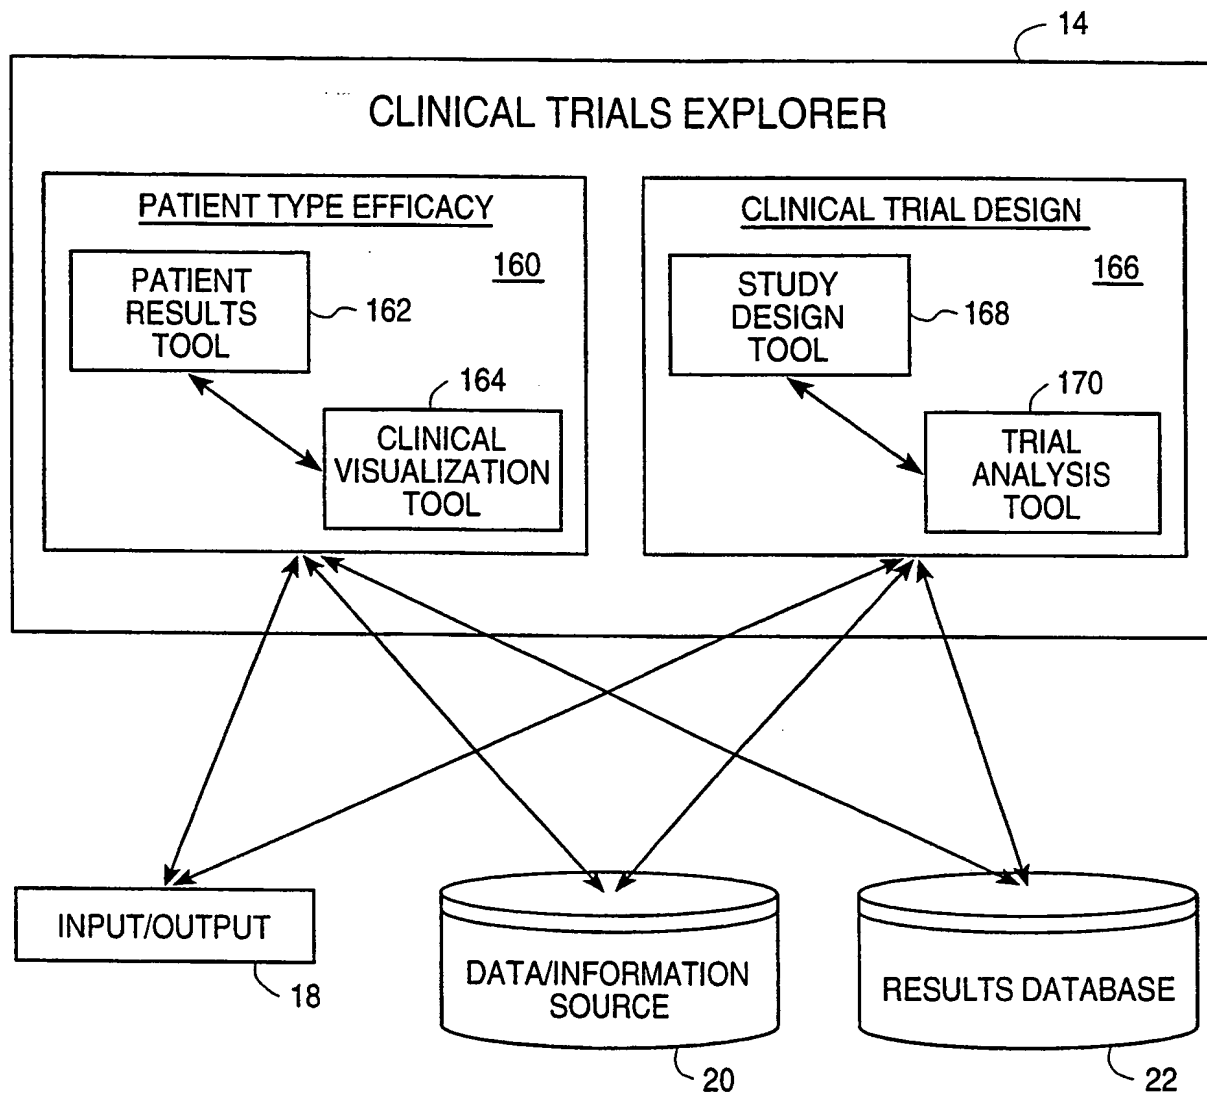 14
CLINICAL TRIALS EXPLORER
PATIENT TYPE EFFICACY
160
PATIENT
RESULTS
TOOL
162
164
CLINICAL
VISUALIZATION
TOOL
CLINICAL TRIAL DESIGN
166
STUDY
DESIGN
TOOL
168
170
TRIAL
ANALYSIS
TOOL
INPUT/OUTPUT
18
DATA/INFORMATION
SOURCE
20
RESULTS DATABASE
22